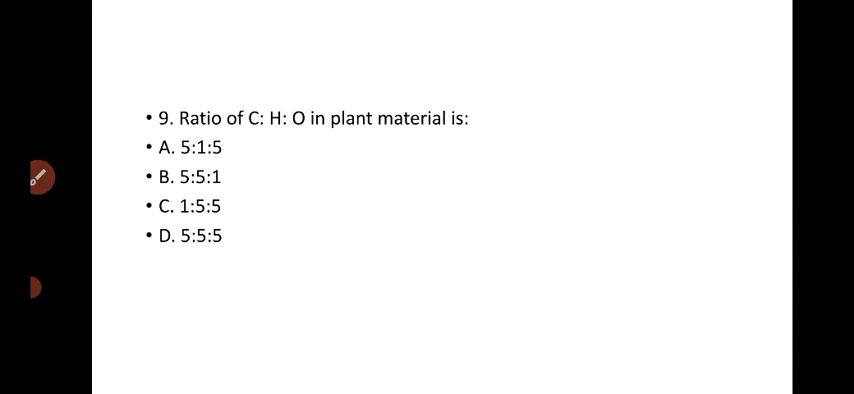 • 9. Ratio of C: H: O in plant material is:
• A. 5:1:5
• B. 5:5:1
• C. 1:5:5
• D. 5:5:5